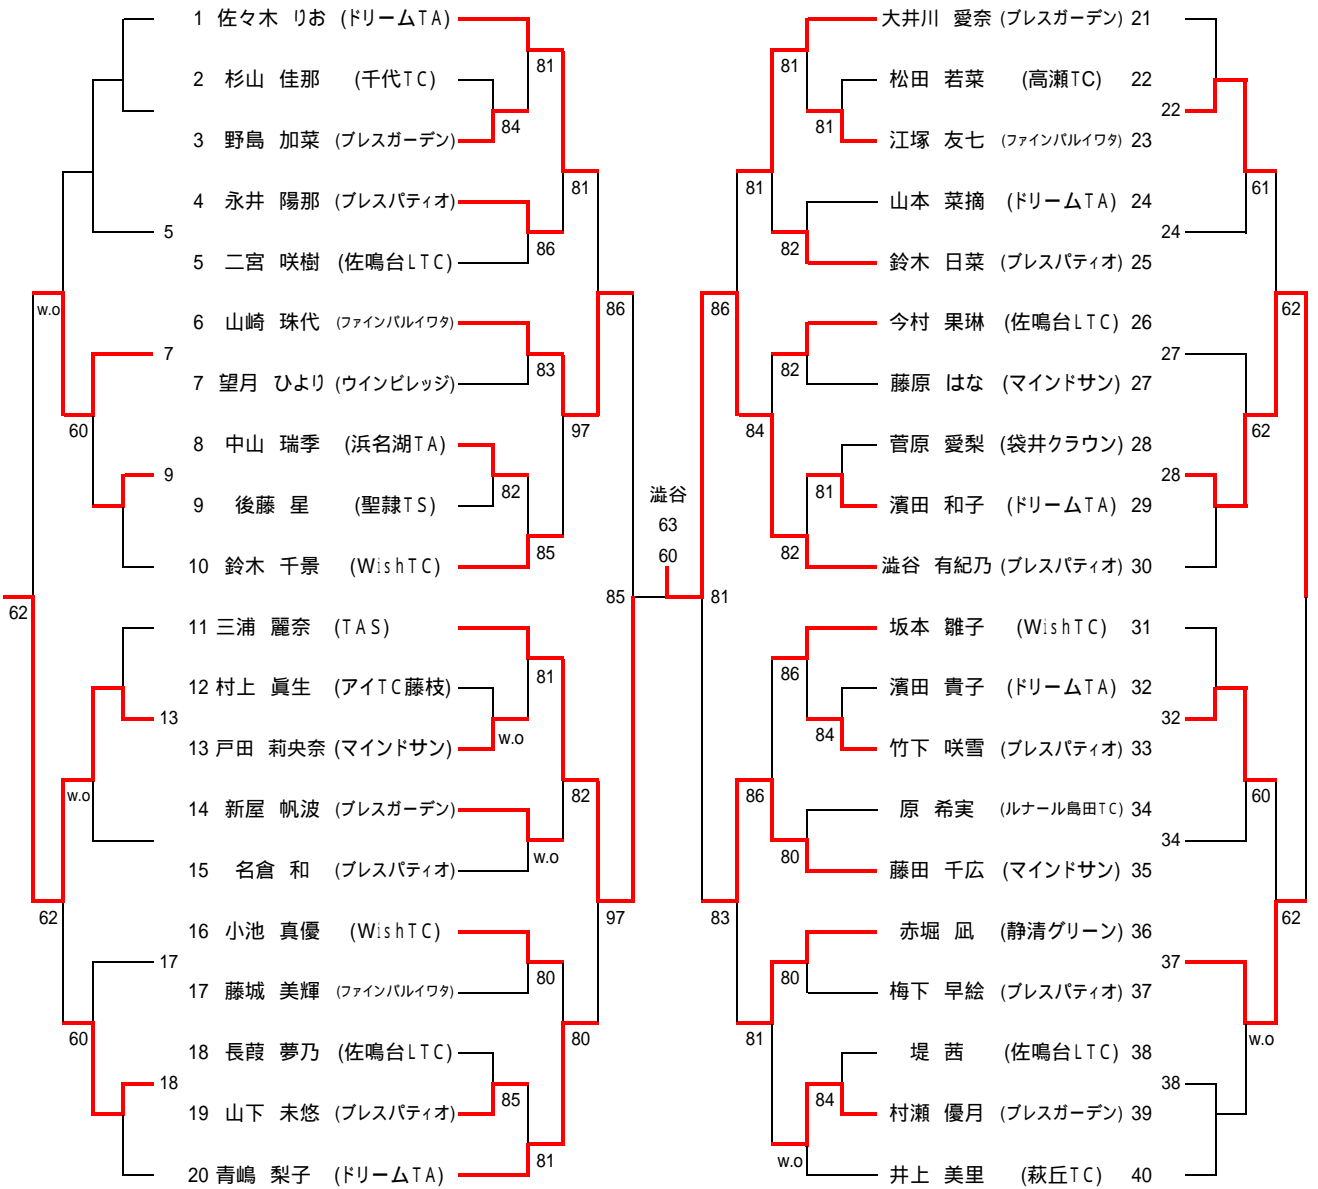 1 佐々木 りお (ドリームTA)
2 杉山 佳那 (千代TC)
3 野島 加菜 (ブレスガーデン)
4 永井 陽那 (ブレスパティオ)
5 二宮 咲樹 (佐鳴台LTC)
6 山崎 珠代 (ファインバルイワタ)
7 望月 ひより (ウインビレッジ)
8 中山 瑞季 (浜名湖TA)
9 後藤 星 (聖隷TS)
10 鈴木 千景 (WishTC)
11 三浦 麗奈 (TAS)
12 村上 眞生 (アイTC藤枝)
13 戸田 莉央奈 (マインドサン)
14 新屋 帆波 (ブレスガーデン)
15 名倉 和 (ブレスパティオ)
16 小池 真優 (WishTC)
17 藤城 美輝 (ファインバルイワタ)
18 長葭 夢乃 (佐鳴台LTC)
19 山下 未悠 (ブレスパティオ)
20 青嶋 梨子 (ドリームTA)
5
w.o
7
60
9
62
13
w.o
62
17
60
18
81
84
81
86
86
83
97
82
85
85
81
w.o
82
w.o
97
80
80
85
81
澁谷
63
60
大井川 愛奈 (ブレスガーデン) 21
松田 若菜 (高瀬TC) 22
江塚 友七 (ファインバルイワタ) 23
山本 菜摘 (ドリームTA) 24
鈴木 日菜 (ブレスパティオ) 25
今村 果琳 (佐鳴台LTC) 26
藤原 はな (マインドサン) 27
菅原 愛梨 (袋井クラウン) 28
濱田 和子 (ドリームTA) 29
澁谷 有紀乃 (ブレスパティオ) 30
坂本 雛子 (WishTC) 31
濱田 貴子 (ドリームTA) 32
竹下 咲雪 (ブレスパティオ) 33
原 希実 (ルナール島田TC) 34
藤田 千広 (マインドサン) 35
赤堀 凪 (静清グリーン) 36
梅下 早絵 (ブレスパティオ) 37
堤 茜 (佐鳴台LTC) 38
村瀬 優月 (ブレスガーデン) 39
井上 美里 (萩丘TC) 40
81
81
81
82
86
82
84
81
82
81
86
84
86
80
83
80
81
84
w.o
22
61
24
62
27
62
28
32
60
34
62
37
w.o
38